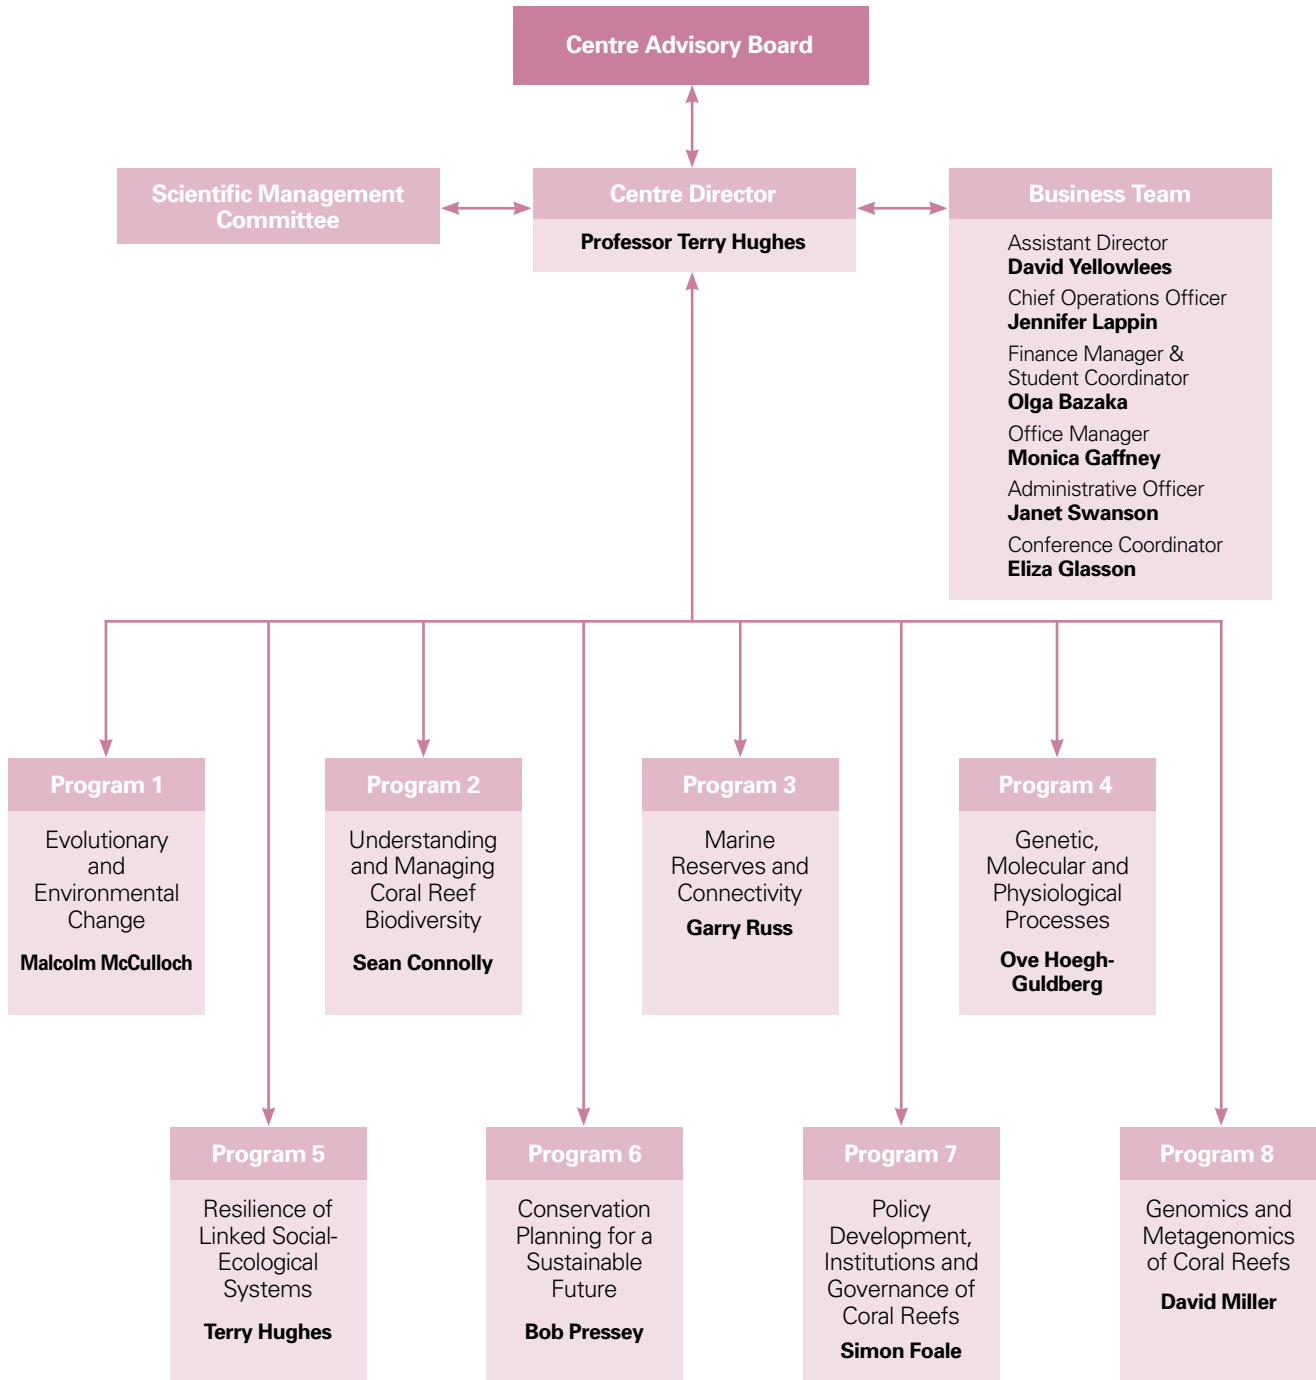 Centre Advisory Board
Scientific Management
Committee
Centre Director
Professor Terry Hughes
Business Team
Assistant Director
David Yellowlees
Chief Operations Officer
Jennifer Lappin
Finance Manager &
Student Coordinator
Olga Bazaka
Office Manager
Monica Gaffney
Administrative Officer
Janet Swanson
Conference Coordinator
Eliza Glasson
Program 1
Evolutionary
and
Environmental
Change
Malcolm McCulloch
Program 2
Understanding
and Managing
Coral Reef
Biodiversity
Sean Connolly
Program 3
Marine
Reserves and
Connectivity
Garry Russ
Program 4
Genetic,
Molecular and
Physiological
Processes
Ove Hoegh-
Guldberg
Program 5
Resilience of
Linked Social-
Ecological
Systems
Terry Hughes
Program 6
Conservation
Planning for a
Sustainable
Future
Bob Pressey
Program 7
Policy
Development,
Institutions and
Governance of
Coral Reefs
Simon Foale
Program 8
Genomics and
Metagenomics
of Coral Reefs
David Miller